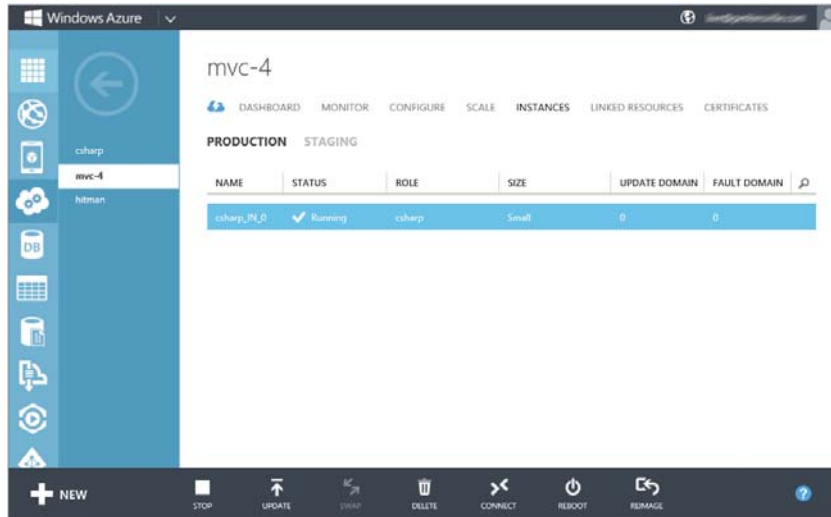 Windows Azure
mvc-4
DASHBOARD MONITOR CONFIGURE SCALE INSTANCES LINKED RESOURCES CERTIFICATES
PRODUCTION STAGING
csharp
mvc-4
hitman
NAME STATUS ROLE SIZE UPDATE DOMAIN FAULT DOMAIN
csharp_IN_0 Running csharp Small 0 0
DB
NEW
STOP UPDATE SWAP DELETE CONNECT REBOOT REIMAGE ?